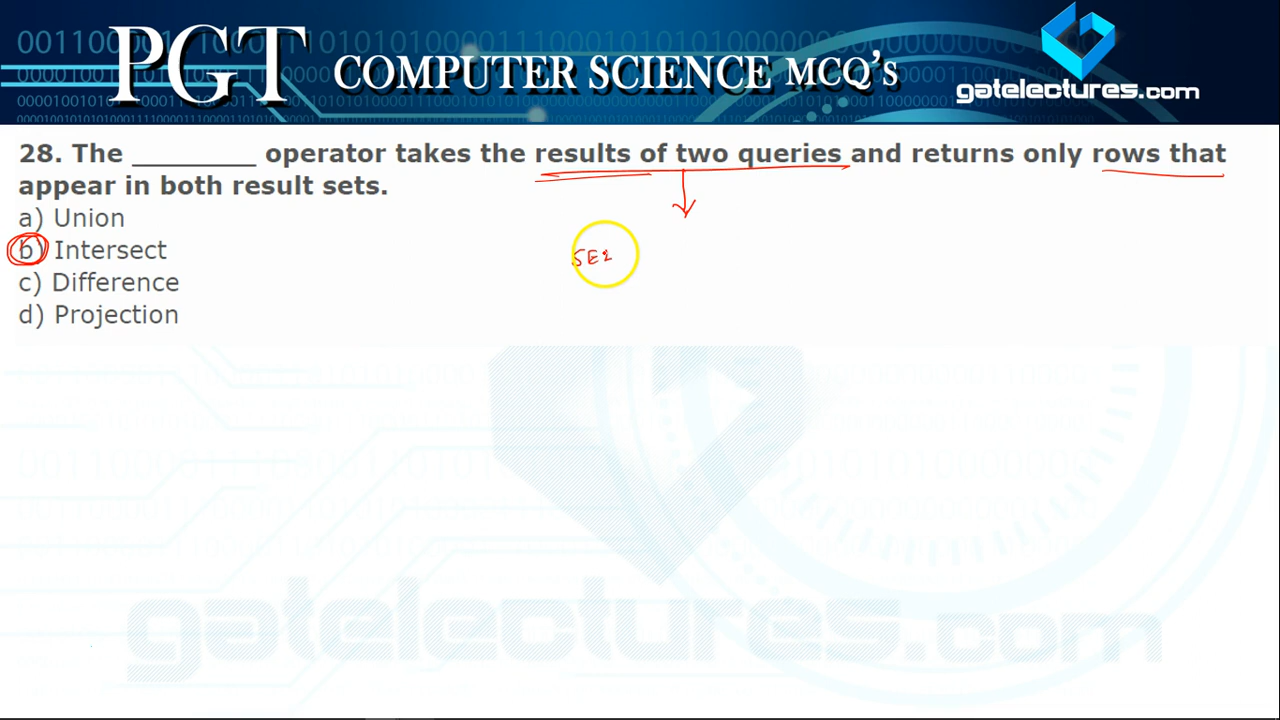 PGT COMPUTER SCIENCE MCQ's
gatelectures.com
28. The ________ operator takes the results of two queries and returns only rows that
appear in both result sets.
a) Union
b) Intersect
c) Difference
d) Projection
gatelectures.com